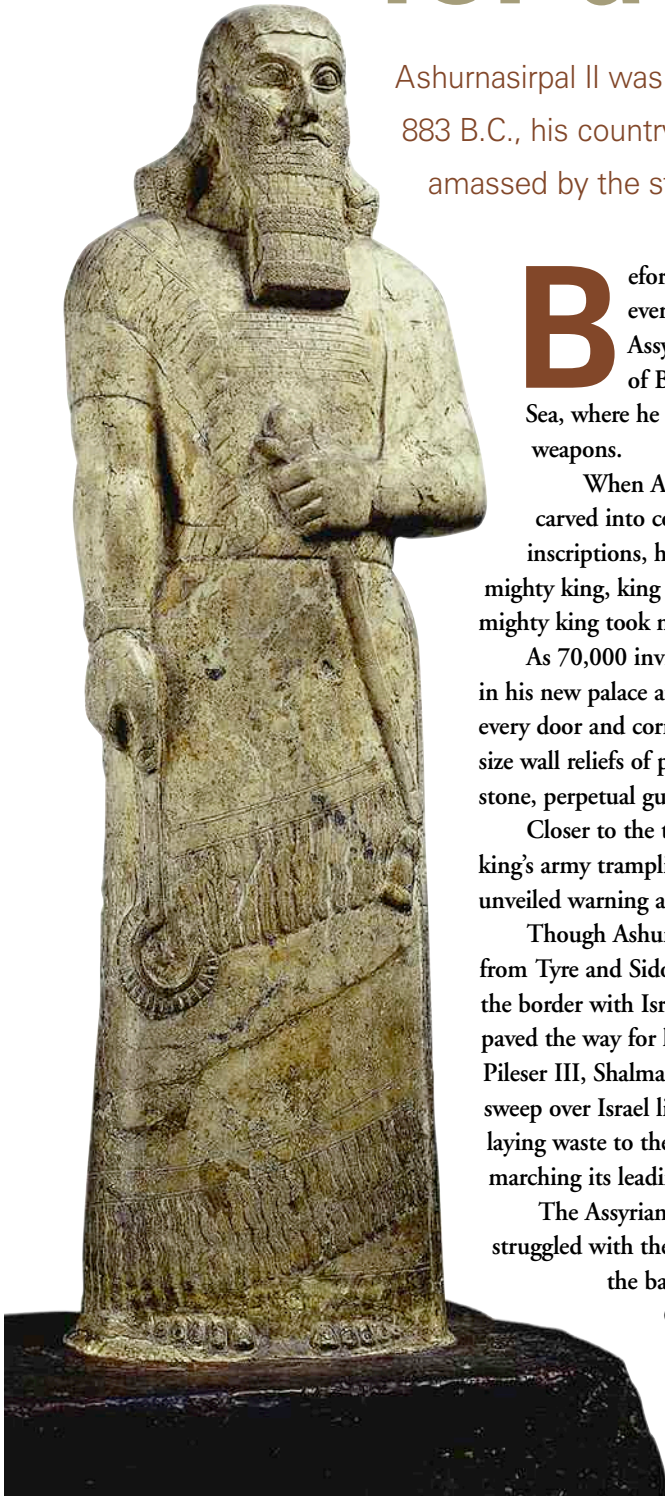 Ashurnasirpal II was
883 B.C., his country
amassed by the st
Befor
ever
Assy
of B
Sea, where he
weapons.
When A
carved into co
inscriptions, h
mighty king, king
mighty king took n
As 70,000 inv
in his new palace a
every door and corr
size wall reliefs of p
stone, perpetual gu
Closer to the t
king's army trampli
unveiled warning a
Though Ashur
from Tyre and Sido
the border with Isr
paved the way for
Pileser III, Shalma
sweep over Israel li
laying waste to the
marching its leadi
The Assyrian
struggled with the
the ba